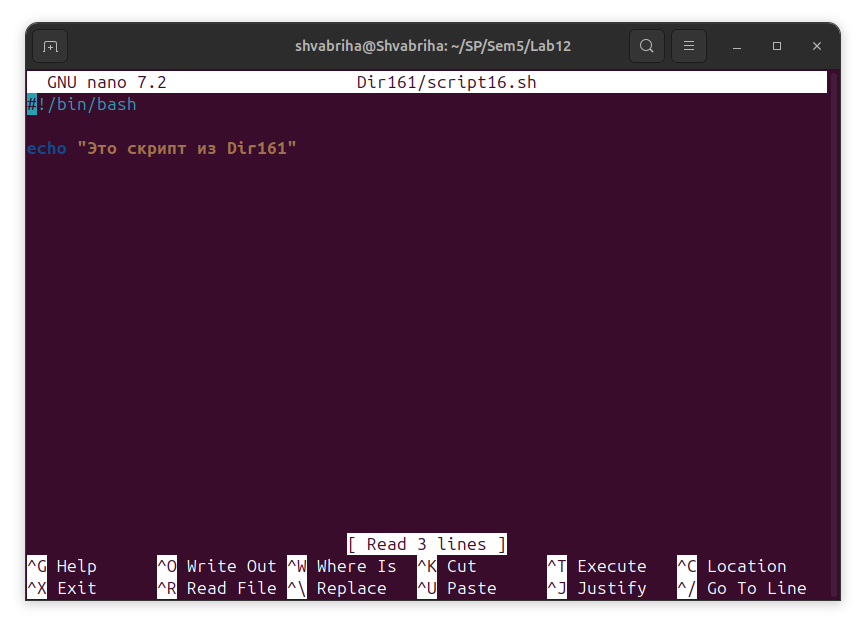 shvabriha@Shvabriha: ~/SP/Sem5/Lab12
GNU nano 7.2 Dir161/script16.sh
#!/bin/bash
echo "Это скрипт из Dir161"
[ Read 3 lines ]
^G Help ^O Write Out ^W Where Is ^K Cut ^T Execute ^C Location
^X Exit ^R Read File ^\ Replace ^U Paste ^J Justify ^/ Go To Line